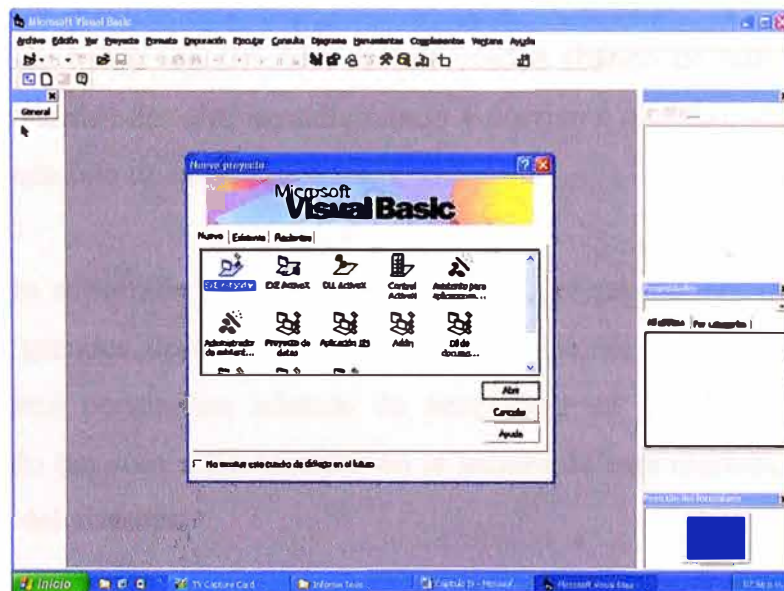 Microsoft Visual Basic
Archivo Edición Ver Proyecto Formato Depuración Ejecutar Consulta Diagrama Herramientas Complementos Ventana Ayuda
General
Nuevo proyecto
Microsoft
Visual Basic
Nuevo Existente Recientes
EXE estándar EXE ActiveX DLL ActiveX Control ActiveX Asistente para aplicaciones...
Administrador de asistent... Proyecto de datos Aplicación IIS AddIn Dll de docume...
Abrir
Cancelar
Ayuda
No mostrar este cuadro de diálogo en el futuro
Propiedades
Alfabética Por categorías
Posición del formulario
Inicio TV Capture Card Informe Tesis Microsoft Visual Basic